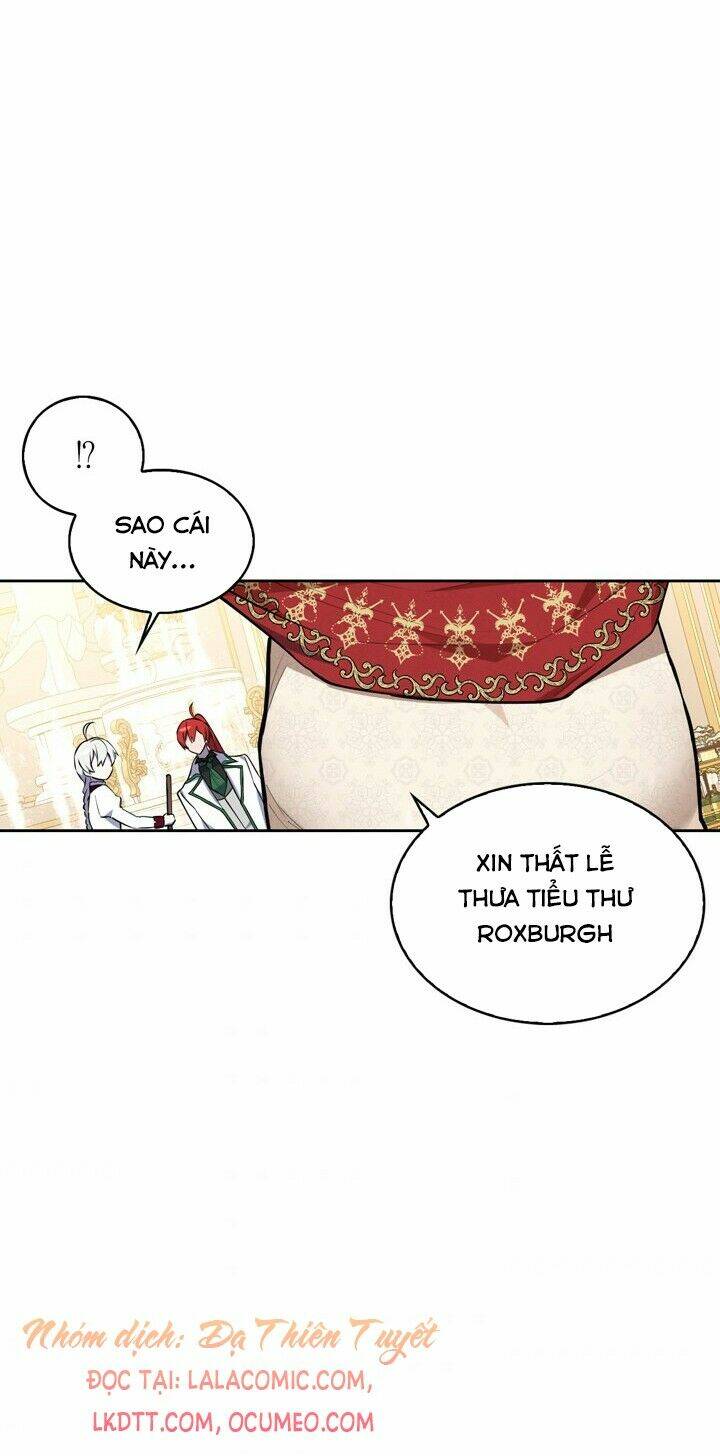 !?
SAO CÁI
NÀY...
XIN THẤT LỄ
THƯA TIỂU THƯ
ROXBURGH
Nhóm dịch: Dạ Thiên Tuyết
ĐỌC TẠI: LALACOMIC.COM,
LKDTT.COM, OCUMEO.COM